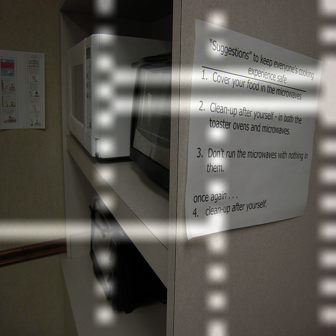 "Suggestions" to keep everyone's cooking
experience safe.
1. Cover your food in the microwaves.
2. Clean-up after yourself - in both the
toaster ovens and microwaves.
3. Don't run the microwaves with nothing in
them.
once again . . .
4. clean-up after yourself.